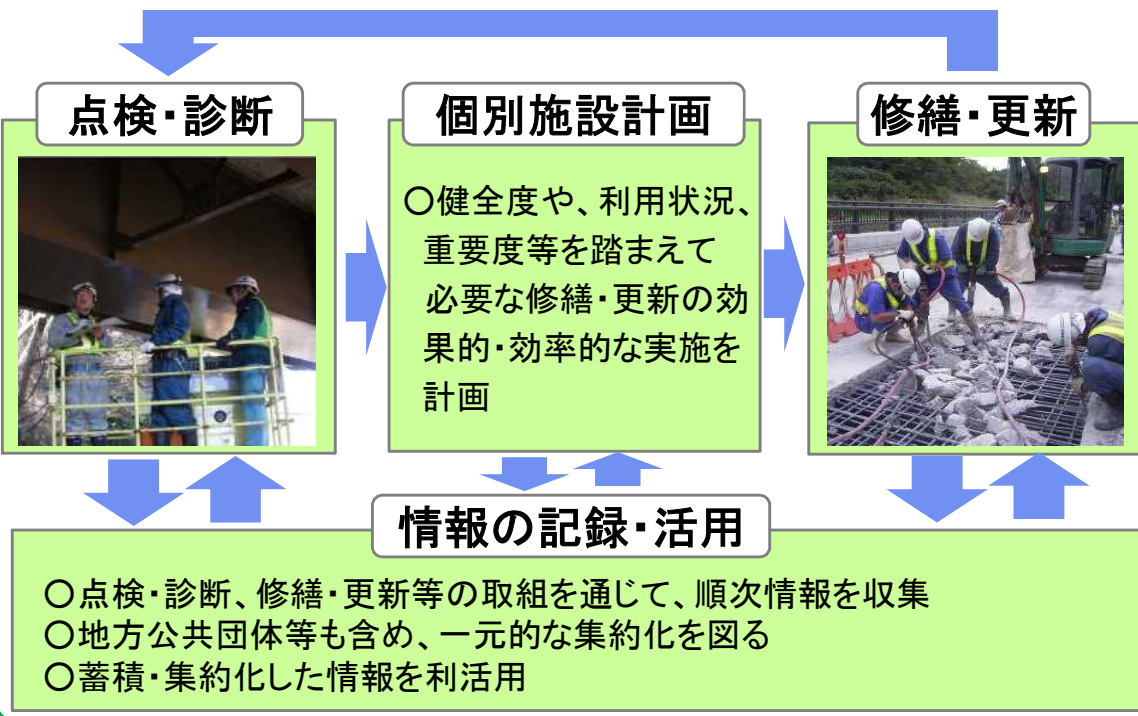 点検・診断
個別施設計画
修繕・更新
〇健全度や、利用状況、
重要度等を踏まえて
必要な修繕・更新の効
果的・効率的な実施を
計画
情報の記録・活用
〇点検・診断、修繕・更新等の取組を通じて、順次情報を収集
〇地方公共団体等も含め、一元的な集約化を図る
〇蓄積・集約化した情報を利活用